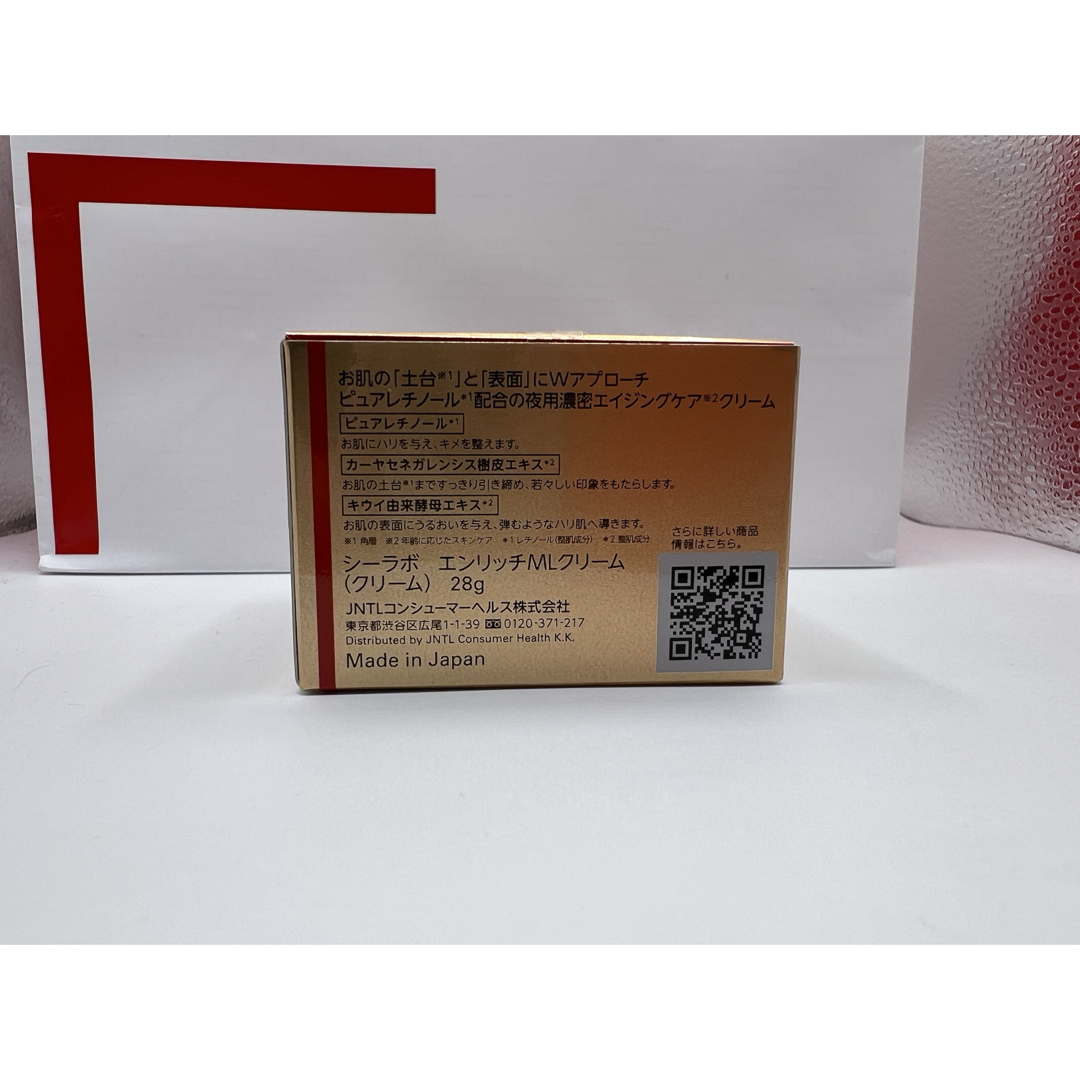 お肌の「土台※1」と「表面」にWアプローチ
ピュアレチノール*1配合の夜用濃密エイジングケア※2クリーム
ピュアレチノール*1
お肌にハリを与え、キメを整えます。
カーヤセネガレンシス樹皮エキス*2
お肌の土台※1まですっきり引き締め、若々しい印象をもたらします。
キウイ由来酵母エキス*2
お肌の表面にうるおいを与え、弾むようなハリ肌へ導きます。
※1 角層 ※2 年齢に応じたスキンケア *1 レチノール(整肌成分) *2 整肌成分
シーラボ エンリッチMLクリーム
(クリーム) 28g
JNTLコンシューマーヘルス株式会社
東京都渋谷区広尾1-1-39 0120-371-217
Distributed by JNTL Consumer Health K.K.
Made in Japan
さらに詳しい商品
情報はこちら。